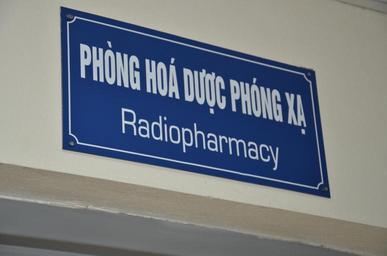 PHÒNG HOÁ DƯỢC PHÓNG XẠ
Radiopharmacy